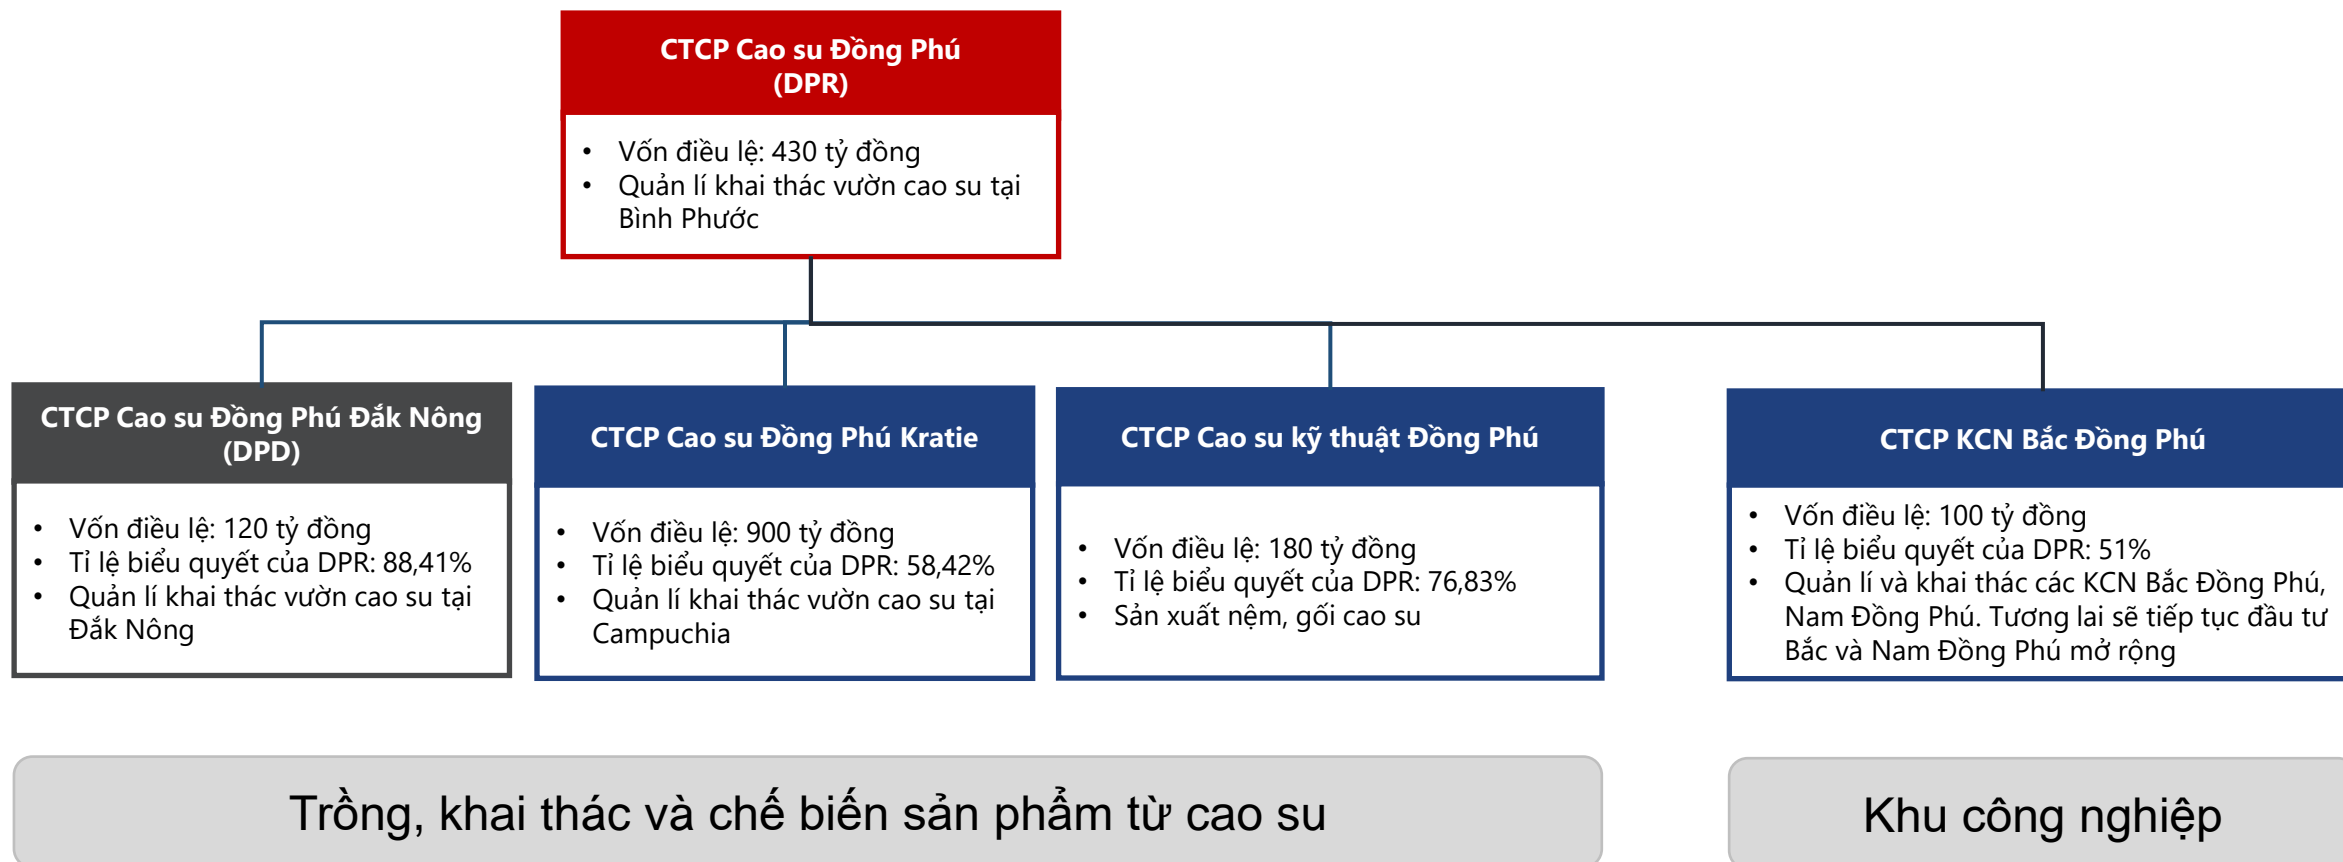 CTCP Cao su Đồng Phú
(DPR)
• Vốn điều lệ: 430 tỷ đồng
• Quản lí khai thác vườn cao su tại
Bình Phước
CTCP Cao su Đồng Phú Đắk Nông
(DPD)
• Vốn điều lệ: 120 tỷ đồng
• Tỉ lệ biểu quyết của DPR: 88,41%
• Quản lí khai thác vườn cao su tại
Đắk Nông
CTCP Cao su Đồng Phú Kratie
• Vốn điều lệ: 900 tỷ đồng
• Tỉ lệ biểu quyết của DPR: 58,42%
• Quản lí khai thác vườn cao su tại
Campuchia
CTCP Cao su kỹ thuật Đồng Phú
• Vốn điều lệ: 180 tỷ đồng
• Tỉ lệ biểu quyết của DPR: 76,83%
• Sản xuất nệm, gối cao su
CTCP KCN Bắc Đồng Phú
• Vốn điều lệ: 100 tỷ đồng
• Tỉ lệ biểu quyết của DPR: 51%
• Quản lí và khai thác các KCN Bắc Đồng Phú,
Nam Đồng Phú. Tương lai sẽ tiếp tục đầu tư
Bắc và Nam Đồng Phú mở rộng
Trồng, khai thác và chế biến sản phẩm từ cao su
Khu công nghiệp